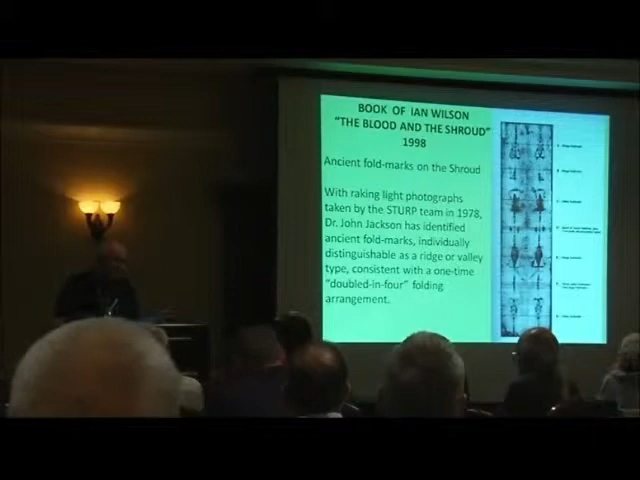 BOOK OF IAN WILSON
"THE BLOOD AND THE SHROUD"
1998
Ancient fold-marks on the Shroud
With raking light photographs
taken by the STURP team in 1978,
Dr. John Jackson has identified
ancient fold-marks, individually
distinguishable as a ridge or valley
type, consistent with a one-time
"doubled-in-four" folding
arrangement.